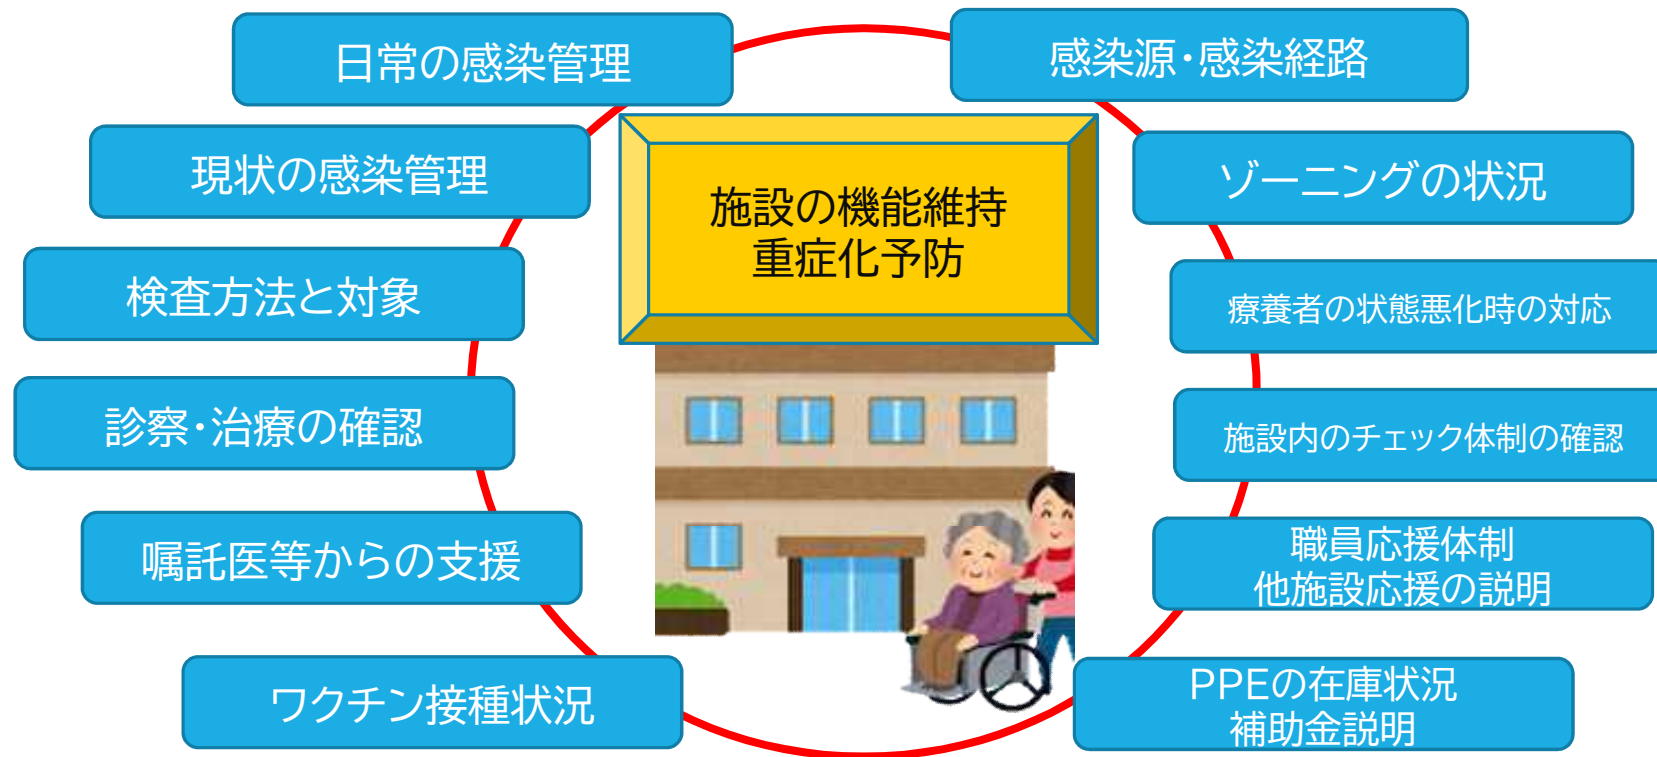 日常の感染管理
感染源・感染経路
現状の感染管理
ゾーニングの状況
施設の機能維持
重症化予防
検査方法と対象
療養者の状態悪化時の対応
診察・治療の確認
施設内のチェック体制の確認
嘱託医等からの支援
職員応援体制
他施設応援の説明
ワクチン接種状況
PPEの在庫状況
補助金説明